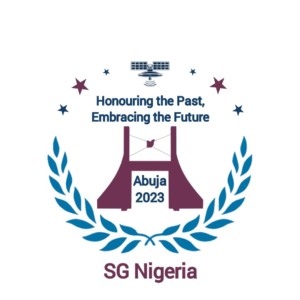 Honouring the Past,
Embracing the Future
Abuja
2023
SG Nigeria